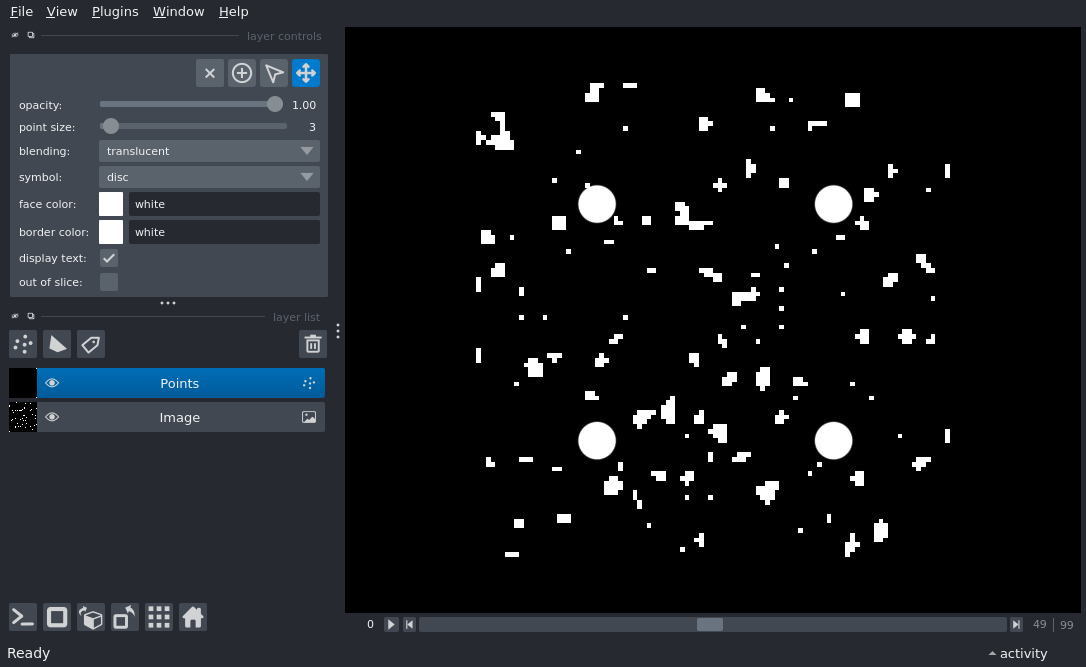 File View Plugins Window Help
layer controls
opacity: 1.00
point size: 3
blending: translucent
symbol: disc
face color: white
border color: white
display text:
out of slice:
layer list
Points
Image
0 49 99
Ready activity